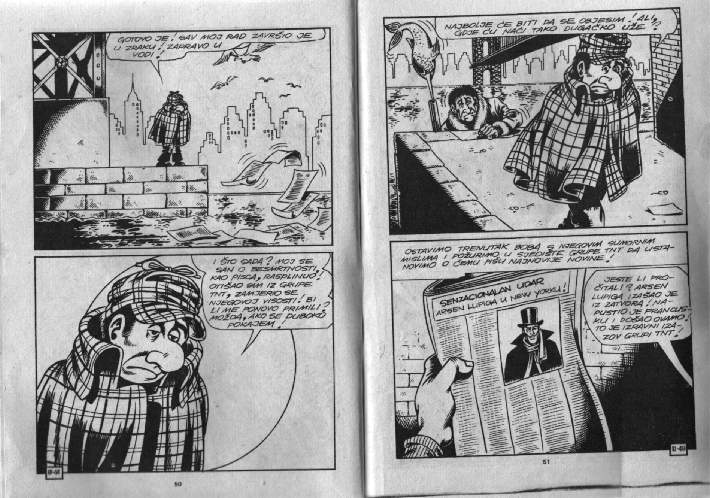 GOTOVO JE! SAV MOJ RAD ZAVRŠIO JE
U ZRAKU! ZAPRAVO U
VODI!
I ŠTO SADA? MOJ SE
SAN O BESMRTNOSTI,
KAO PISCA, RASPLINUO!
OTIŠAO SAM IZ GRUPE
TNT, ZAMJERIO SE
NJEGOVOJ VISOSTI! BI
LI ME PONOVO PRIMILI?
MOŽDA, AKO SE DUBOKO
POKAJEM!
50
NAJBOLJE ĆE BITI DA SE OBJESIM! ALI,
GDJE ĆU NAĆI TAKO DUGAČKO UŽE?
OSTAVIMO TRENUTAK BOBA S NJEGOVIM SUMORNIM
MISLIMA I POŽURIMO U SJEDIŠTE GRUPE TNT DA USTA-
NOVIMO O ČEMU PIŠU NAJNOVIJE NOVINE!
SENZACIONALAN UDAR
ARSEN LUPIGA U NEW YORKU!
JESTE LI PRO-
ČITALI? ARSEN
LUPIGA IZAŠAO JE
IZ ZATVORA! NA-
PUSTIO JE FRANCUS-
KU I DOŠAO OVAMO!
TO JE IZRAVNI IZA-
ZOV GRUPI TNT!
51